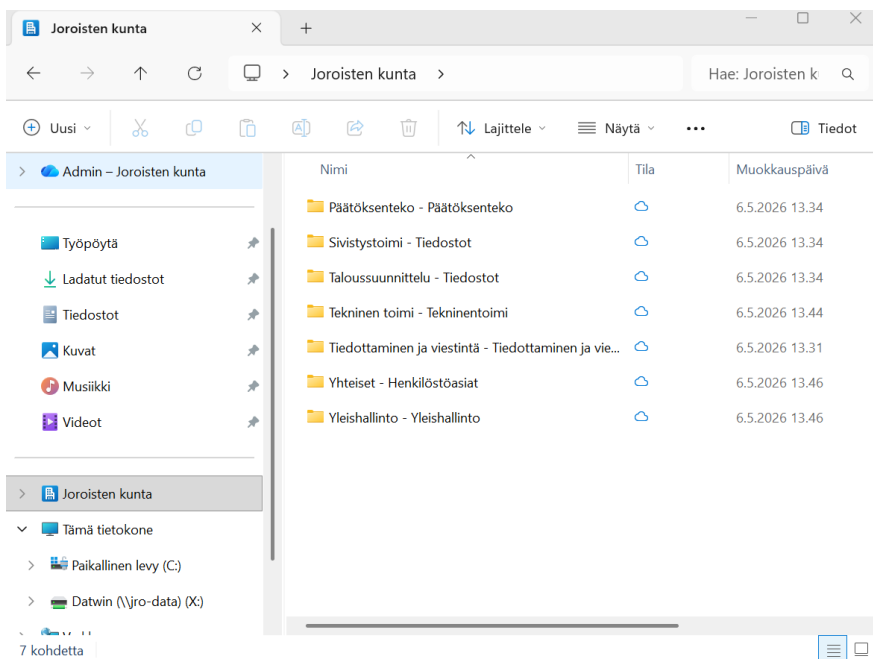 Joroisten kunta
Joroisten kunta
Hae: Joroisten k
Uusi
Lajittele
Näytä
Tiedot
Admin – Joroisten kunta
Työpöytä
Ladatut tiedostot
Tiedostot
Kuvat
Musiikki
Videot
Joroisten kunta
Tämä tietokone
Paikallinen levy (C:)
Datwin (\\jro-data) (X:)
Nimi Tila Muokkauspäivä
Päätöksenteko - Päätöksenteko 6.5.2026 13.34
Sivistystoimi - Tiedostot 6.5.2026 13.34
Taloussuunnittelu - Tiedostot 6.5.2026 13.34
Tekninen toimi - Tekninentoimi 6.5.2026 13.44
Tiedottaminen ja viestintä - Tiedottaminen ja vie... 6.5.2026 13.31
Yhteiset - Henkilöstöasiat 6.5.2026 13.46
Yleishallinto - Yleishallinto 6.5.2026 13.46
7 kohdetta